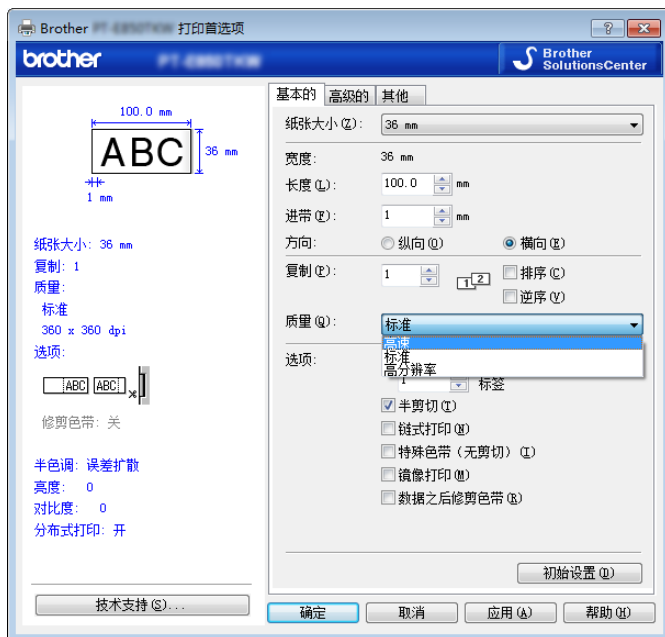 Brother 打印首选项
brother
Brother
SolutionsCenter
100.0 mm
ABC
36 mm
1 mm
纸张大小: 36 mm
复制: 1
质量:
标准
360 x 360 dpi
选项:
ABC ABC
修剪色带: 关
半色调: 误差扩散
亮度: 0
对比度: 0
分布式打印: 开
技术支持(S)...
基本的 高级的 其他
纸张大小(Z): 36 mm
宽度: 36 mm
长度(L): 100.0 mm
进带(F): 1 mm
方向: 纵向(O) 横向(E)
复制(P): 1 排序(C)
1 2
逆序(V)
质量(Q): 标准
高速
标准
高分辨率
选项:
1 标签
半剪切(T)
链式打印(N)
特殊色带（无剪切）(I)
镜像打印(M)
数据之后修剪色带(R)
初始设置(D)
确定 取消 应用(A) 帮助(H)